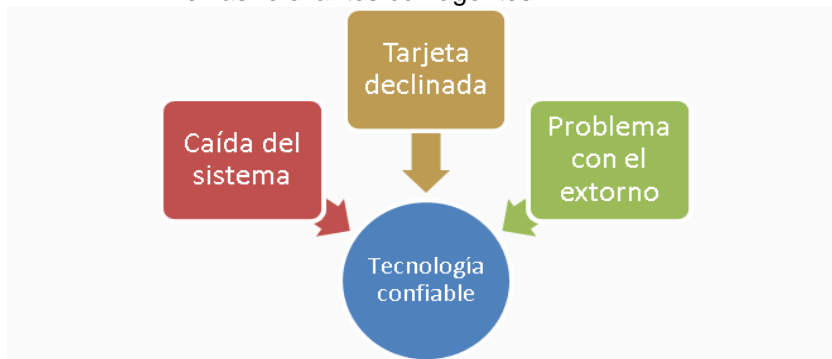 Tarjeta
declinada
Caída del
sistema
Problema
con el
extorno
Tecnología
confiable